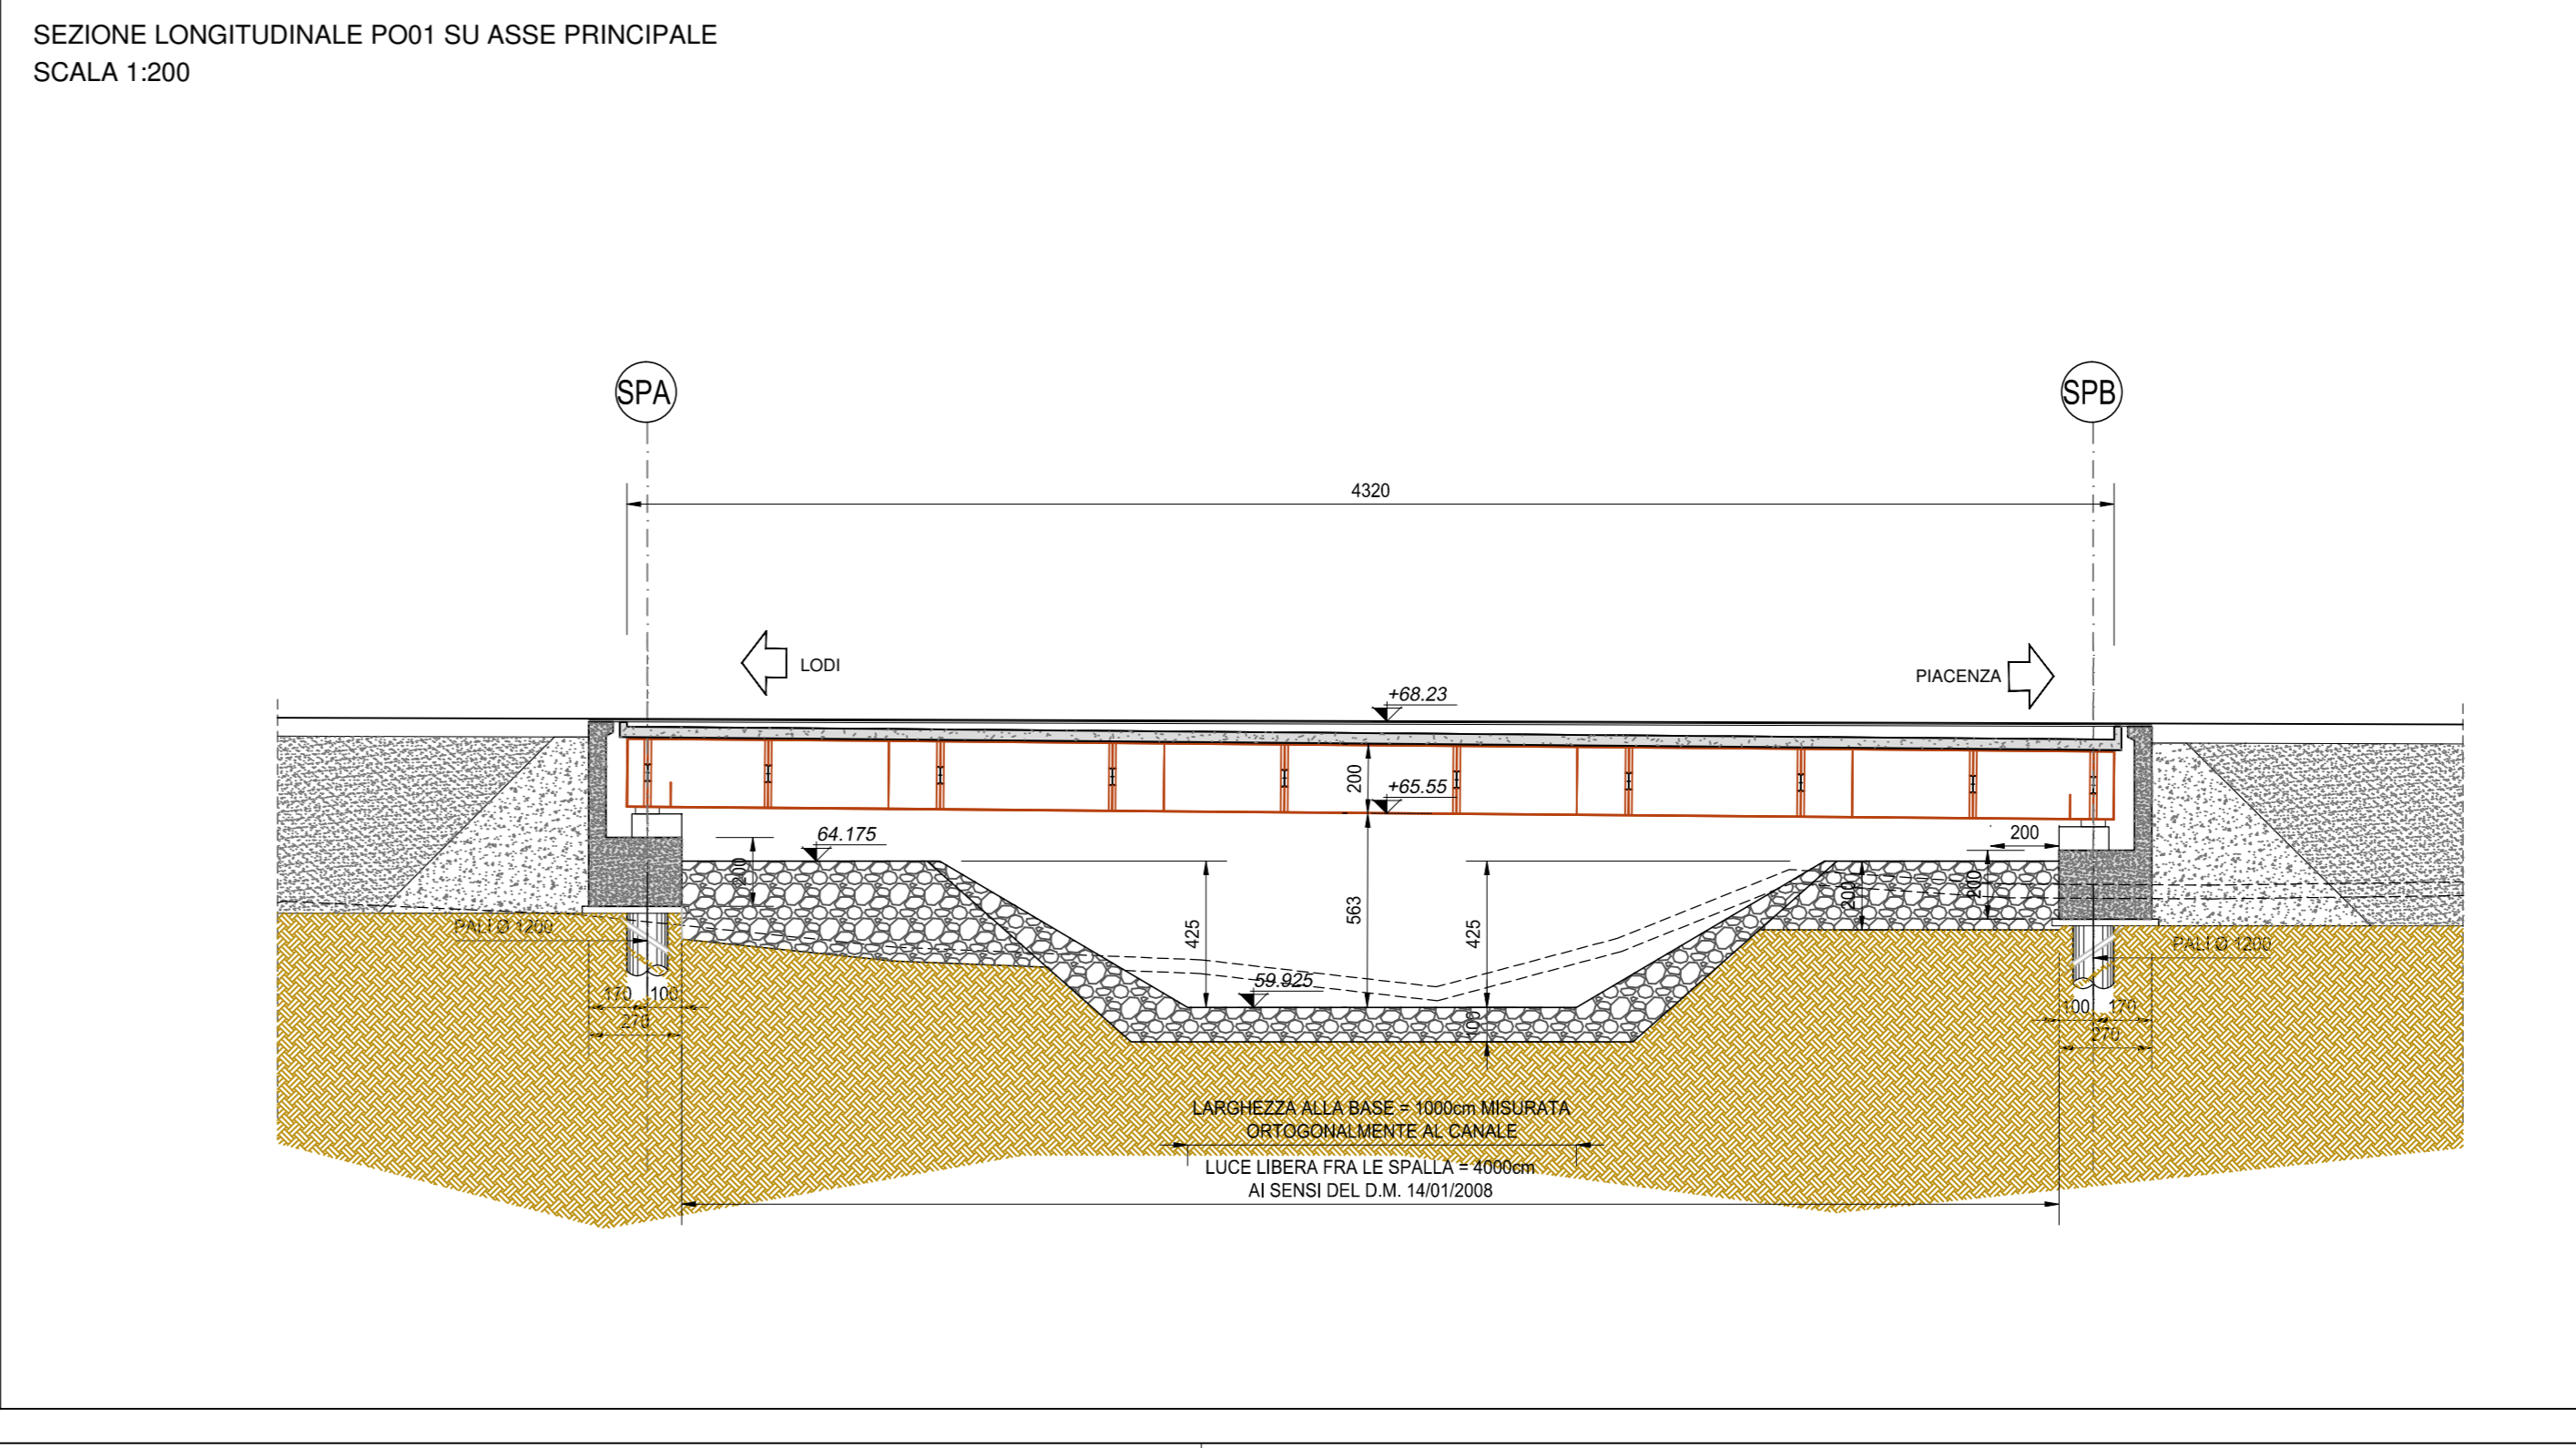 SEZIONE LONGITUDINALE PO01 SU ASSE PRINCIPALE
SCALA 1:200
SPA
SPB
4320
LODI
PIACENZA
+68.23
200
+65.55
64.175
200
200
200
200
425
563
425
PALI Ø 1200
PALI Ø 1200
59.925
170
100
270
100
100
170
270
LARGHEZZA ALLA BASE = 1000cm MISURATA
ORTOGONALMENTE AL CANALE
LUCE LIBERA FRA LE SPALLA = 4000cm
AI SENSI DEL D.M. 14/01/2008